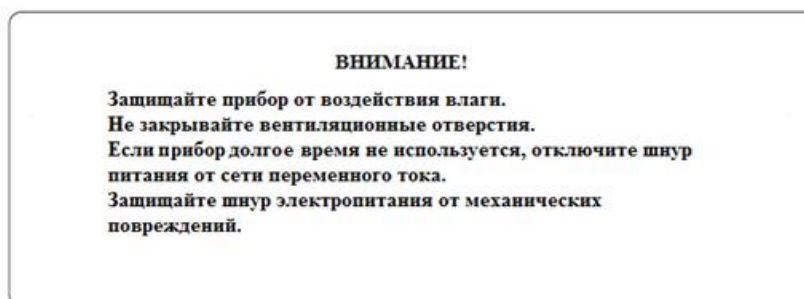 ВНИМАНИЕ!
Защищайте прибор от воздействия влаги.
Не закрывайте вентиляционные отверстия.
Если прибор долгое время не используется, отключите шнур
питания от сети переменного тока.
Защищайте шнур электропитания от механических
повреждений.